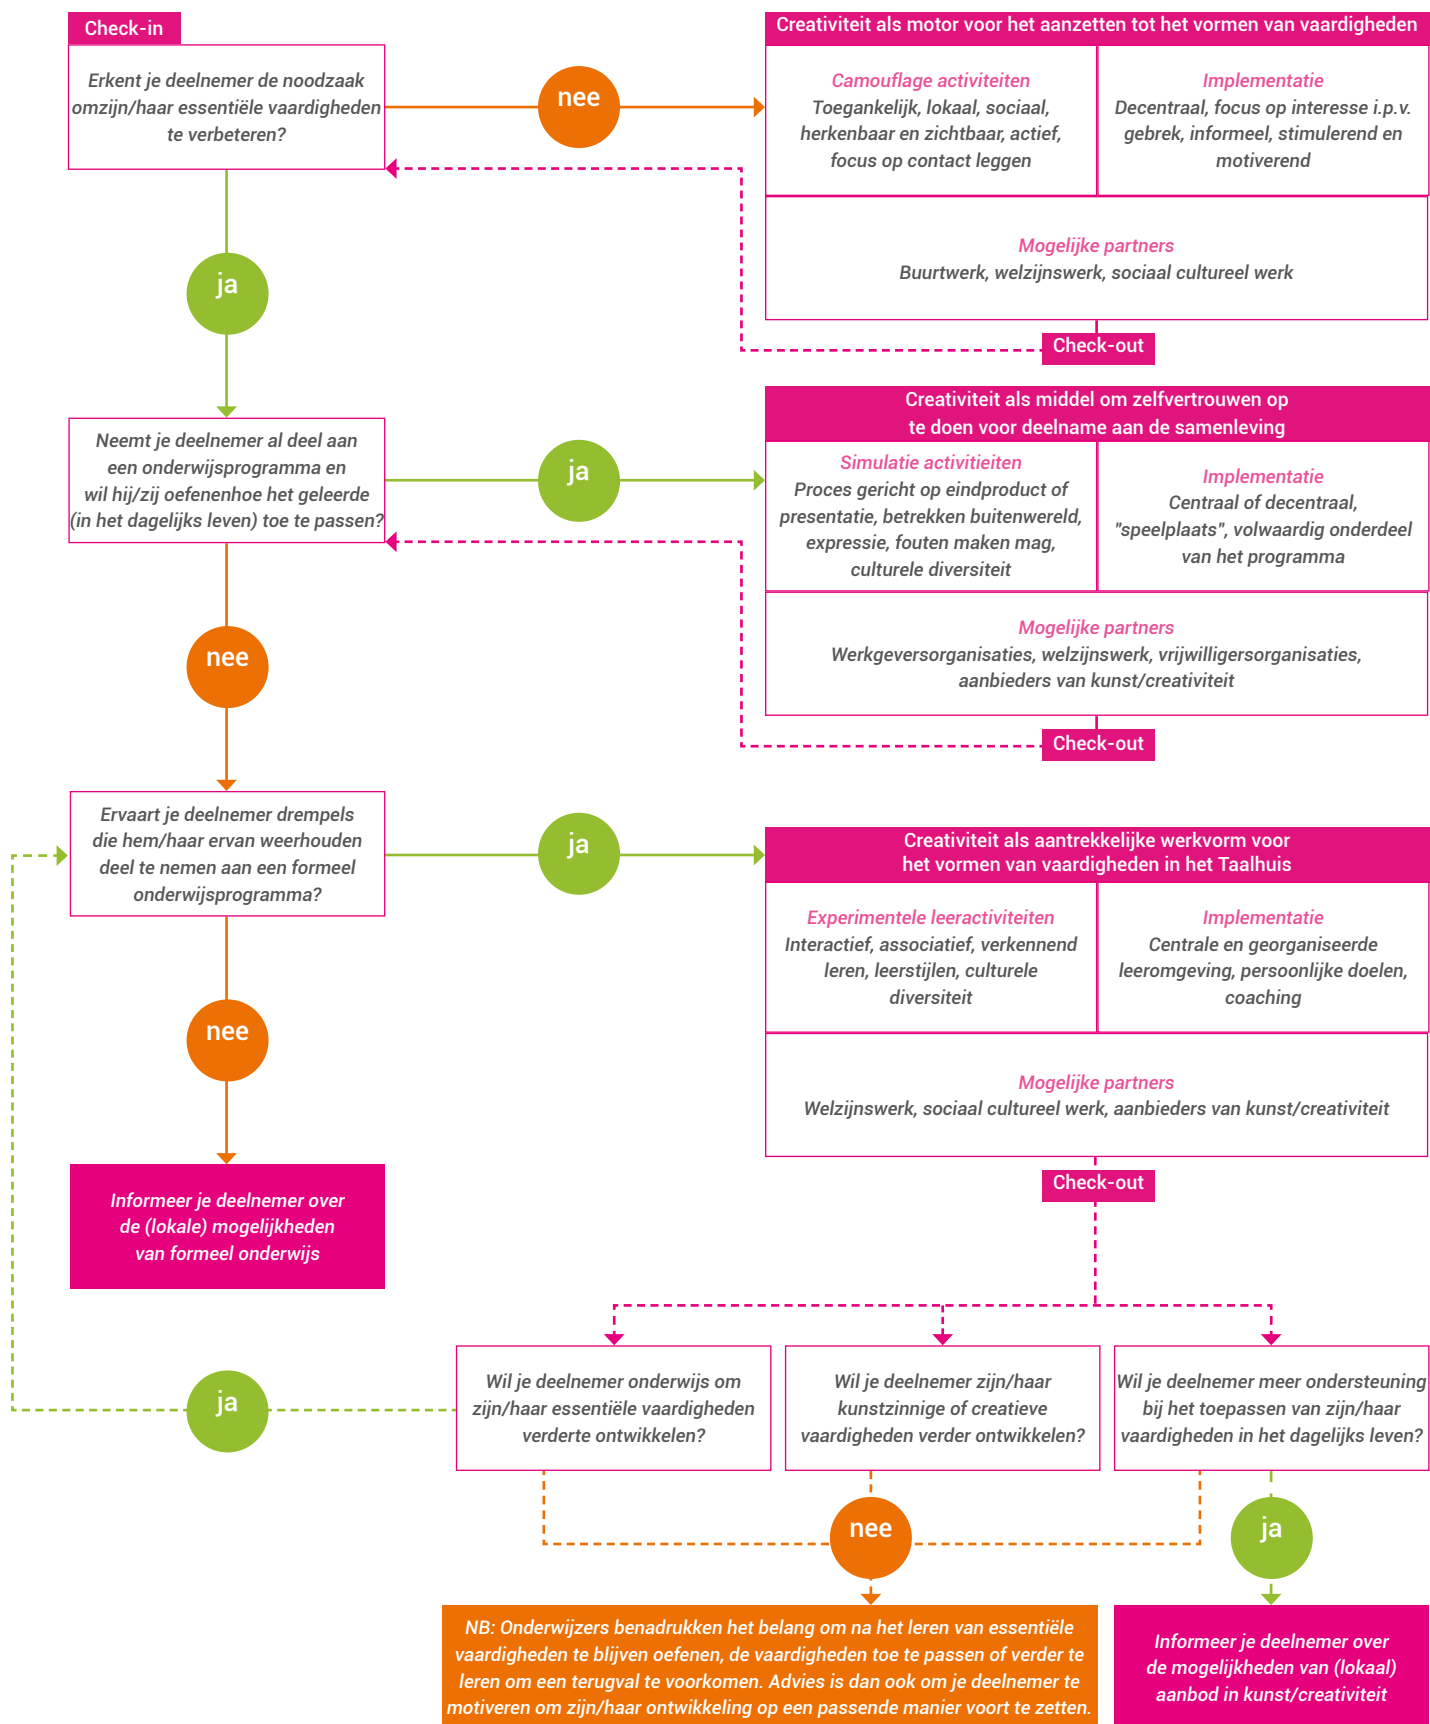 Check-in
Erkent je deelnemer de noodzaak
omzijn/haar essentiële vaardigheden
te verbeteren?
nee
Creativiteit als motor voor het aanzetten tot het vormen van vaardigheden
Camouflage activiteiten
Toegankelijk, lokaal, sociaal,
herkenbaar en zichtbaar, actief,
focus op contact leggen
Implementatie
Decentraal, focus op interesse i.p.v.
gebrek, informeel, stimulerend en
motiverend
Mogelijke partners
Buurtwerk, welzijnswerk, sociaal cultureel werk
Check-out
ja
Neemt je deelnemer al deel aan
een onderwijsprogramma en
wil hij/zij oefenenhoe het geleerde
(in het dagelijks leven) toe te passen?
ja
Creativiteit als middel om zelfvertrouwen op
te doen voor deelname aan de samenleving
Simulatie activitieiten
Proces gericht op eindproduct of
presentatie, betrekken buitenwereld,
expressie, fouten maken mag,
culturele diversiteit
Implementatie
Centraal of decentraal,
"speelplaats", volwaardig onderdeel
van het programma
Mogelijke partners
Werkgeversorganisaties, welzijnswerk, vrijwilligersorganisaties,
aanbieders van kunst/creativiteit
Check-out
nee
Ervaart je deelnemer drempels
die hem/haar ervan weerhouden
deel te nemen aan een formeel
onderwijsprogramma?
ja
Creativiteit als aantrekkelijke werkvorm voor
het vormen van vaardigheden in het Taalhuis
Experimentele leeractiviteiten
Interactief, associatief, verkennend
leren, leerstijlen, culturele
diversiteit
Implementatie
Centrale en georganiseerde
leeromgeving, persoonlijke doelen,
coaching
Mogelijke partners
Welzijnswerk, sociaal cultureel werk, aanbieders van kunst/creativiteit
Check-out
nee
Informeer je deelnemer over
de (lokale) mogelijkheden
van formeel onderwijs
ja
Wil je deelnemer onderwijs om
zijn/haar essentiële vaardigheden
verderte ontwikkelen?
Wil je deelnemer zijn/haar
kunstzinnige of creatieve
vaardigheden verder ontwikkelen?
Wil je deelnemer meer ondersteuning
bij het toepassen van zijn/haar
vaardigheden in het dagelijks leven?
nee
ja
NB: Onderwijzers benadrukken het belang om na het leren van essentiële
vaardigheden te blijven oefenen, de vaardigheden toe te passen of verder te
leren om een terugval te voorkomen. Advies is dan ook om je deelnemer te
motiveren om zijn/haar ontwikkeling op een passende manier voort te zetten.
Informeer je deelnemer over
de mogelijkheden van (lokaal)
aanbod in kunst/creativiteit